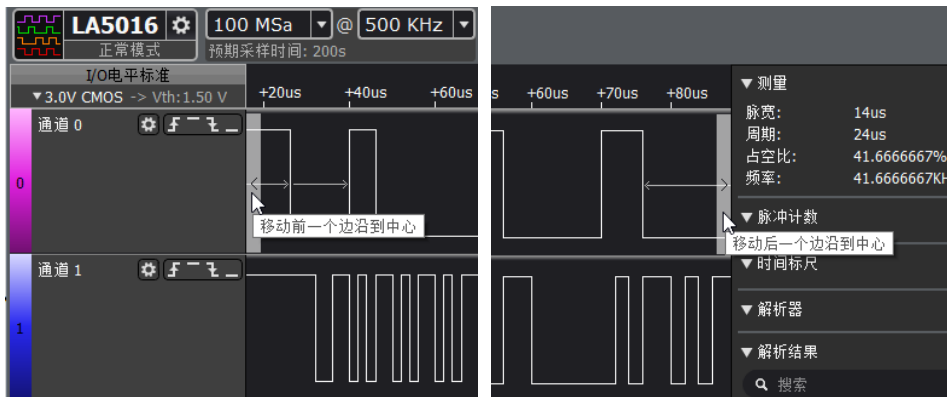 LA5016
正常模式
100 MSa ▼ @ 500 KHz ▼
预期采样时间: 200s
I/O电平标准
▼3.0V CMOS -> Vth:1.50 V
+20us +40us +60us
通道 0
0
移动前一个边沿到中心
通道 1
1
s +60us +70us +80us
▼ 测量
脉宽: 14us
周期: 24us
占空比: 41.6666667%
频率: 41.6666667KH
▼ 脉冲计数
移动后一个边沿到中心
▼ 时间标尺
▼ 解析器
▼ 解析结果
搜索